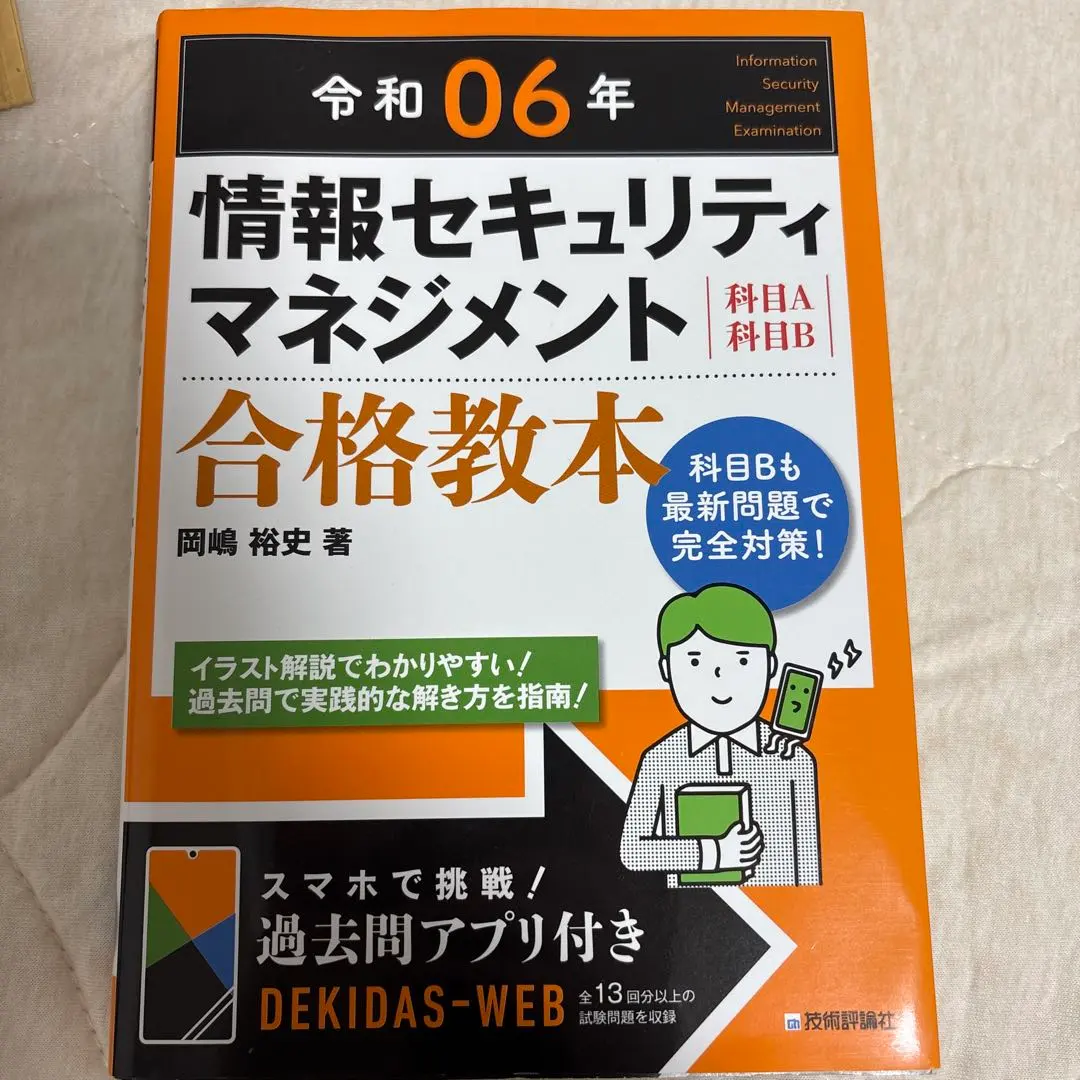 令和06年
Information
Security
Management
Examination
情報セキュリティ
マネジメント
科目A
科目B
合格教本
岡嶋 裕史 著
科目Bも
最新問題で
完全対策!
イラスト解説でわかりやすい!
過去問で実践的な解き方を指南!
スマホで挑戦!
過去問アプリ付き
DEKIDAS-WEB
全13回分以上の
試験問題を収録
技術評論社